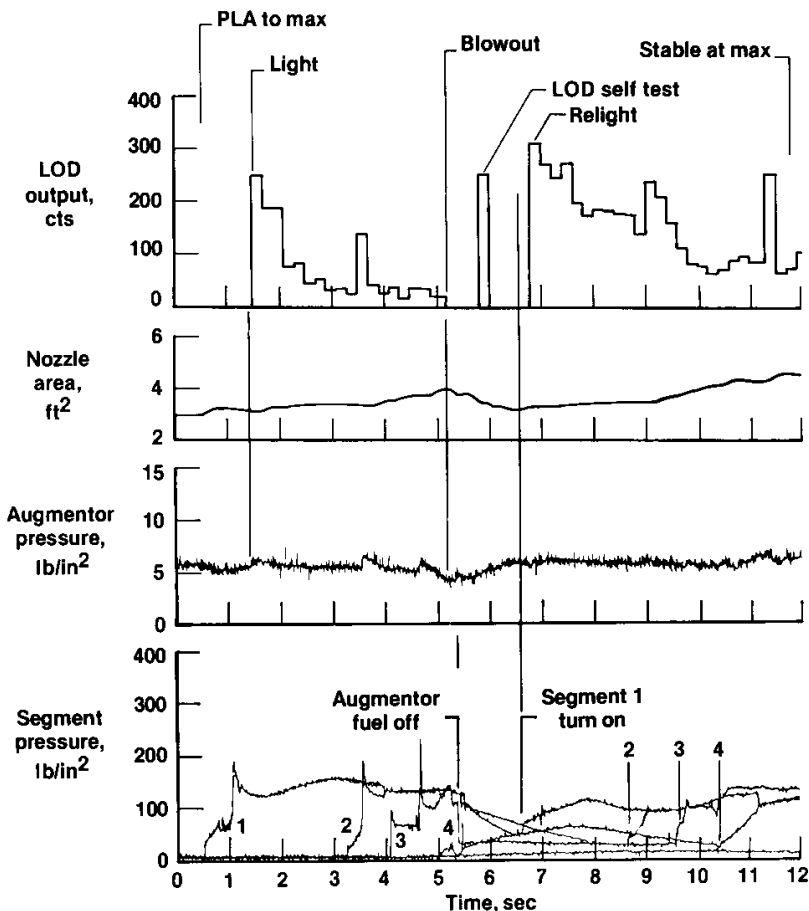 PLA to max
Light
Blowout
Stable at max
LOD self test
Relight
LOD output, cts
400
300
200
100
0
Nozzle area, ft2
6
4
2
Augmentor pressure, lb/in2
15
10
5
0
Segment pressure, lb/in2
400
300
200
100
0
Augmentor fuel off
Segment 1 turn on
1
2
3
4
2
3
4
0 1 2 3 4 5 6 7 8 9 10 11 12
Time, sec